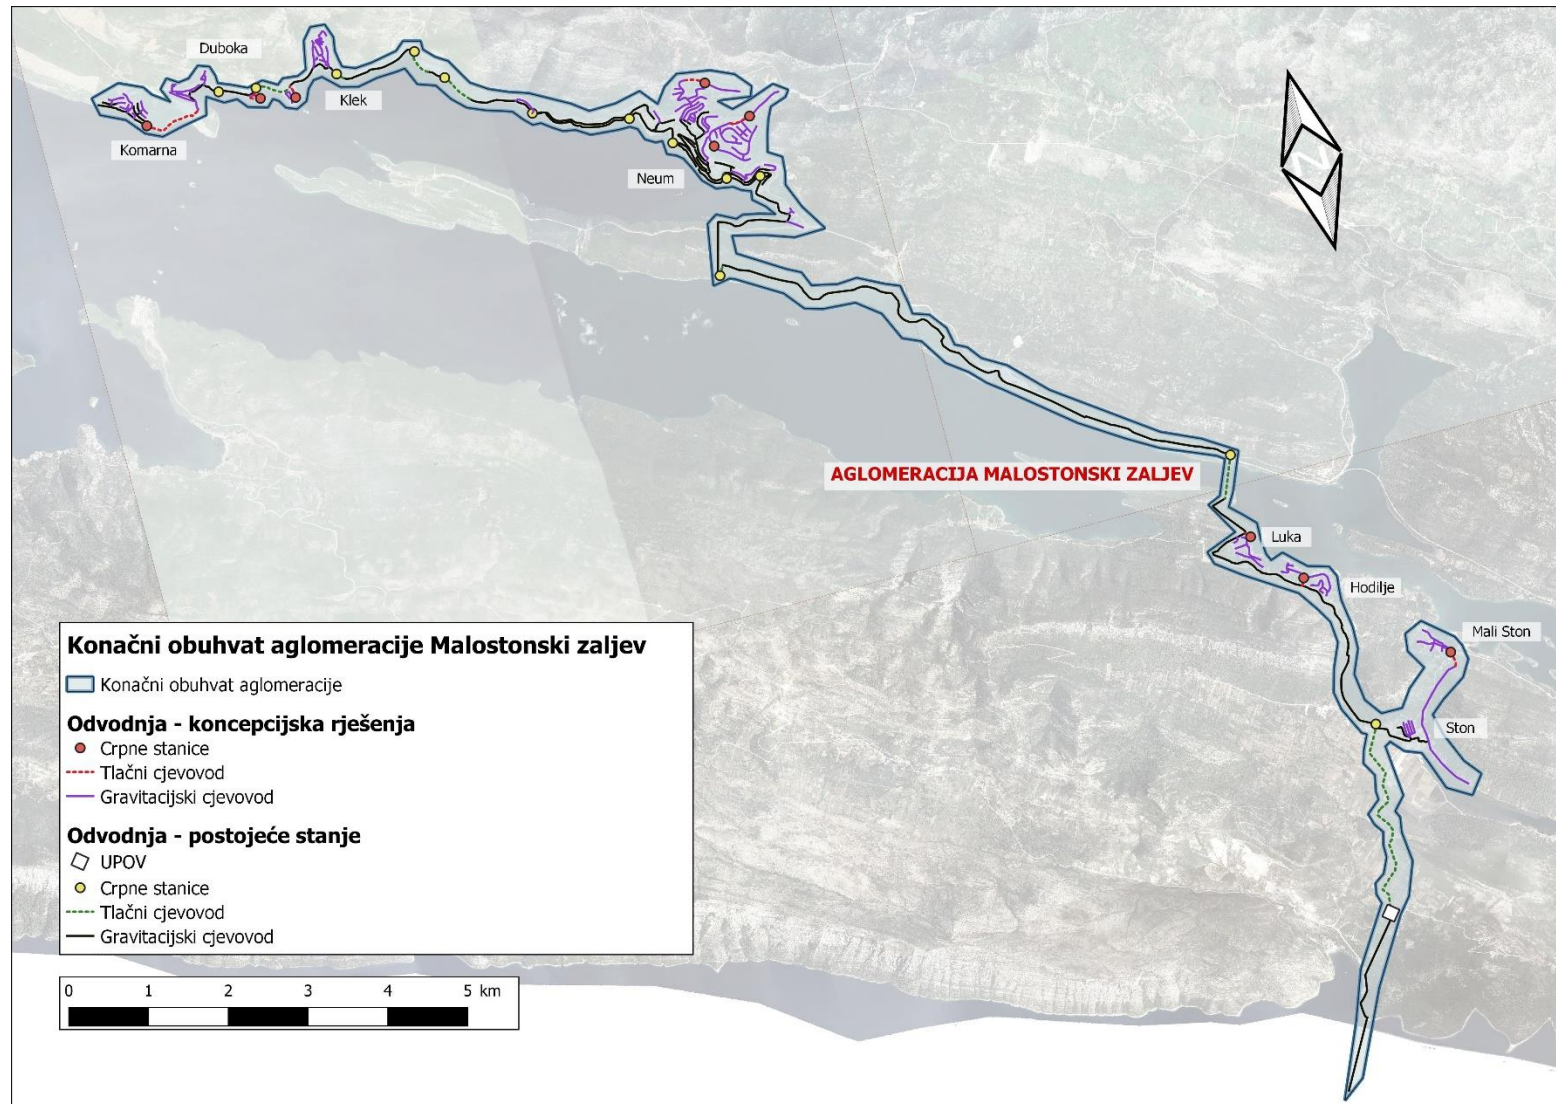 Duboka
Klek
Komarna
Neum
N
AGLOMERACIJA MALOSTONSKI ZALJEV
Luka
Hodilje
Mali Ston
Ston
Konačni obuhvat aglomeracije Malostonski zaljev
Konačni obuhvat aglomeracije
Odvodnja - koncepcijska rješenja
Crpne stanice
Tlačni cjevovod
Gravitacijski cjevovod
Odvodnja - postojeće stanje
UPOV
Crpne stanice
Tlačni cjevovod
Gravitacijski cjevovod
0 1 2 3 4 5 km